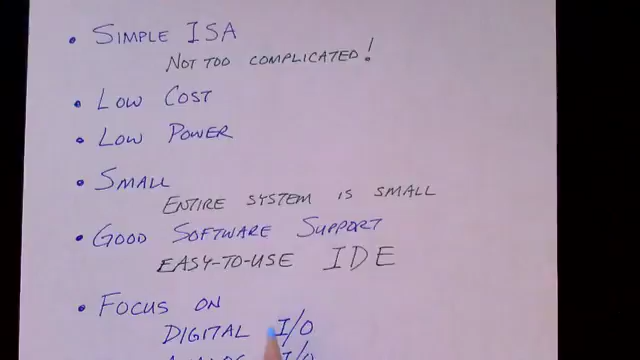 • SIMPLE ISA
NOT TOO COMPLICATED!
• LOW COST
• LOW POWER
• SMALL
ENTIRE SYSTEM IS SMALL
• GOOD SOFTWARE SUPPORT
EASY-TO-USE IDE
• FOCUS ON
DIGITAL I/O
ANALOG I/O